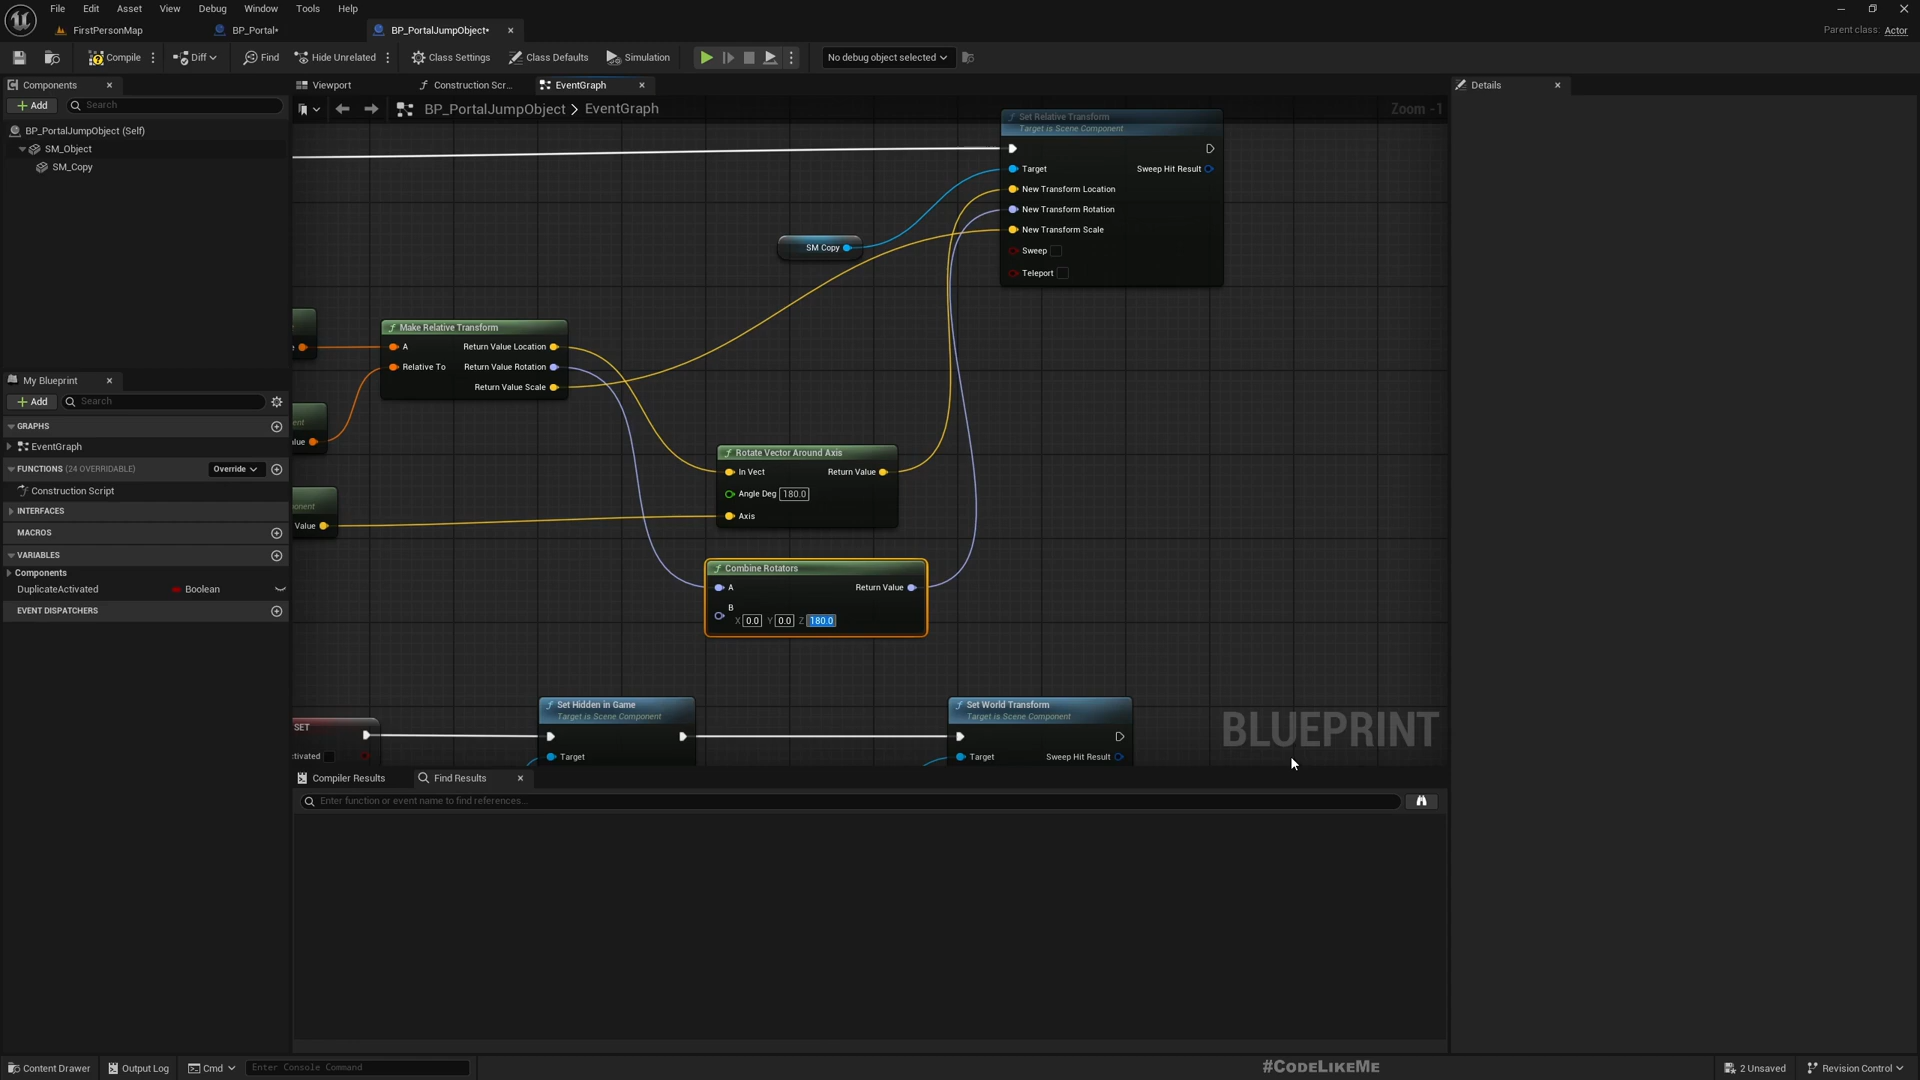 File Edit Asset View Window Debug Tools Help
FirstPersonMap
BP_Portal*
BP_PortalJumpObject*
Parent class: Actor
Compile
Diff
Find
Hide Unrelated
Class Settings
Class Defaults
Simulation
No debug object selected
Components
Add
Search
BP_PortalJumpObject (Self)
SM_Object
SM_Copy
Viewport
Construction Scr...
EventGraph
BP_PortalJumpObject > EventGraph
Zoom -1
Details
Set Relative Transform
Target is Scene Component
Target
Sweep Hit Result
New Transform Location
New Transform Rotation
New Transform Scale
Sweep
Teleport
SM Copy
Make Relative Transform
A
Return Value Location
Relative To
Return Value Rotation
Return Value Scale
ent
lue
onent
Value
Rotate Vector Around Axis
In Vect
Return Value
Angle Deg 180.0
Axis
Combine Rotators
A
Return Value
B
X 0.0 Y 0.0 Z 180.0
SET
tivated
Set Hidden in Game
Target is Scene Component
Target
Set World Transform
Target is Scene Component
Target
Sweep Hit Result
BLUEPRINT
My Blueprint
Add
Search
GRAPHS
EventGraph
FUNCTIONS (24 OVERRIDABLE)
Override
Construction Script
INTERFACES
MACROS
VARIABLES
Components
DuplicateActivated
Boolean
EVENT DISPATCHERS
Compiler Results
Find Results
Enter function or event name to find references...
Content Drawer
Output Log
Cmd
Enter Console Command
#CODELIKEME
2 Unsaved
Revision Control